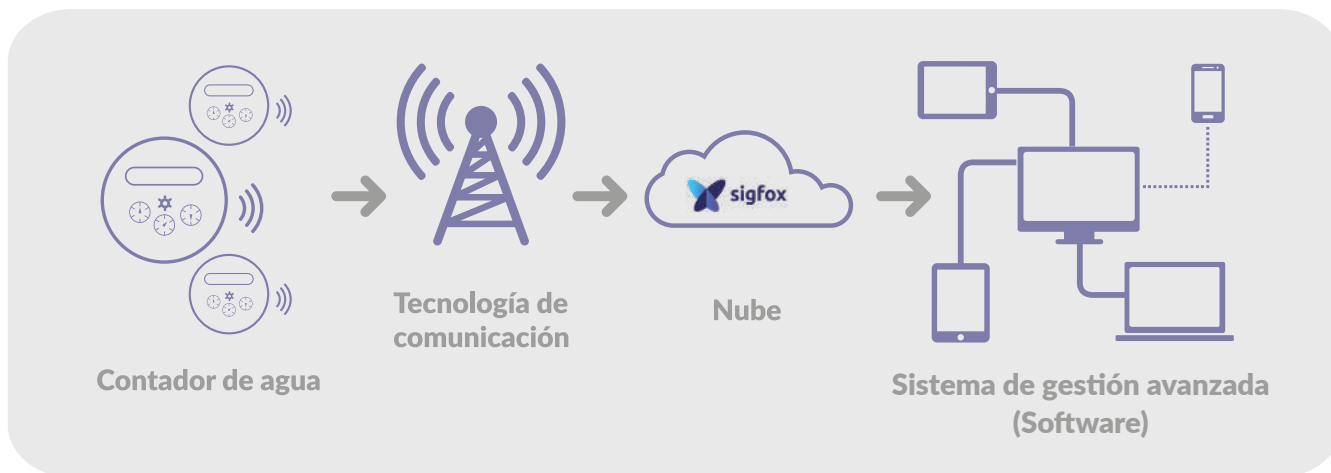 sigfox
Tecnología de
comunicación
Nube
Contador de agua
Sistema de gestión avanzada
(Software)